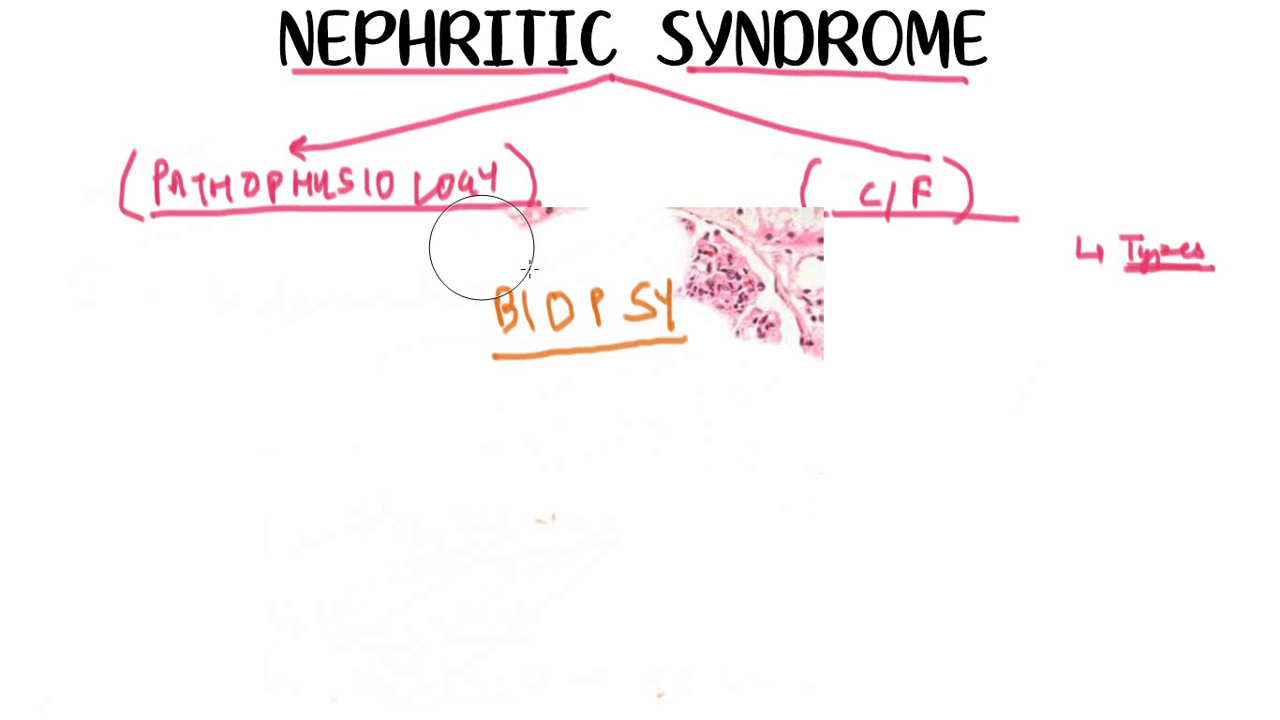 NEPHRITIC SYNDROME
(PATHOPHYSIOLOGY)
(C/F)
↳ Types
BIOPSY